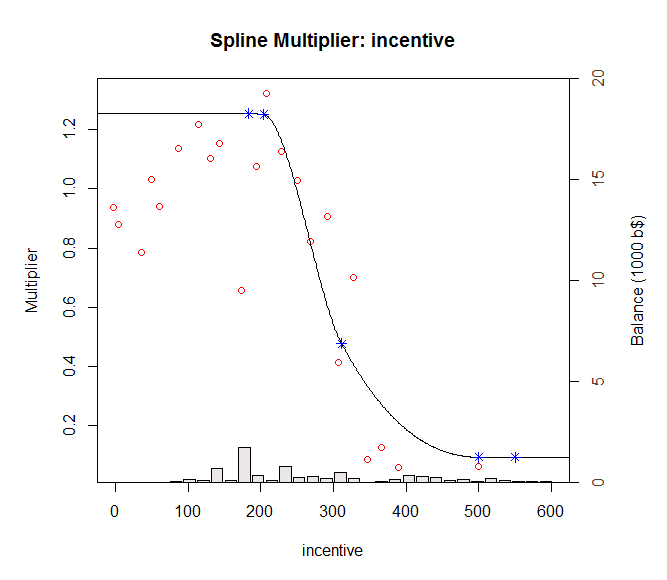 Spline Multiplier: incentive
Multiplier
0.2 0.4 0.6 0.8 1.0 1.2
0 5 10 15 20
Balance (1000 b$)
0 100 200 300 400 500 600
incentive